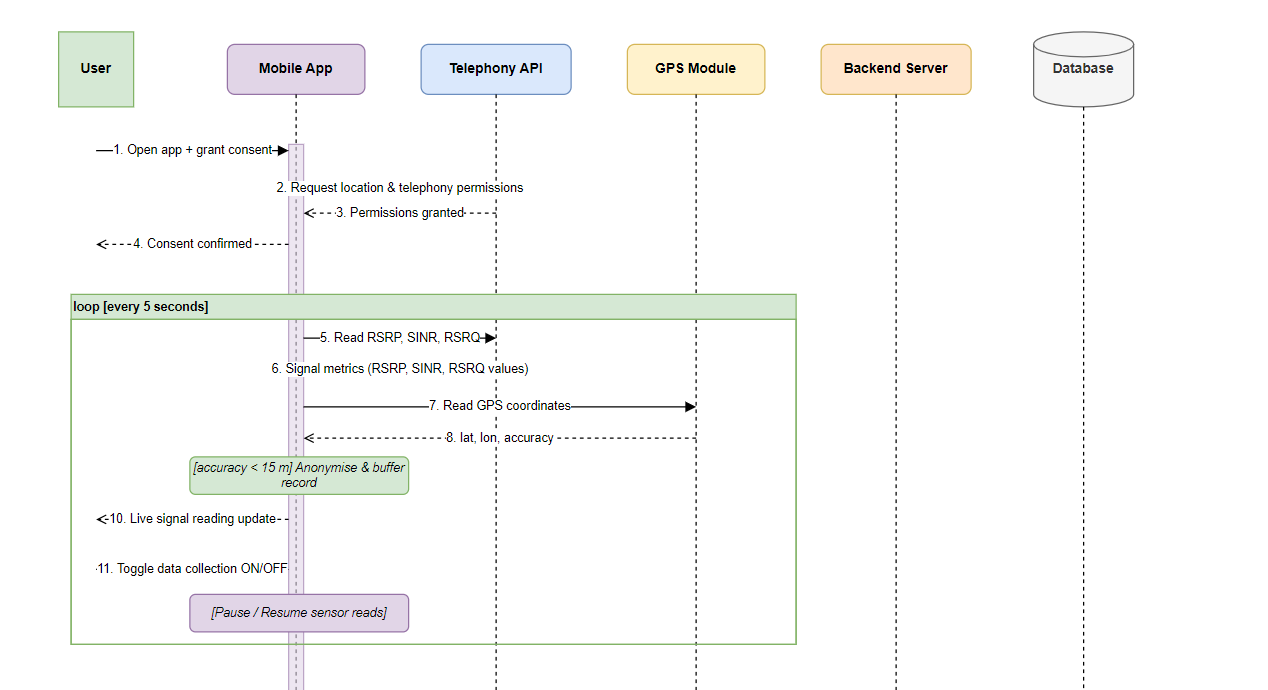 User
Mobile App
Telephony API
GPS Module
Backend Server
Database
1. Open app + grant consent
2. Request location & telephony permissions
3. Permissions granted
4. Consent confirmed
loop [every 5 seconds]
5. Read RSRP, SINR, RSRQ
6. Signal metrics (RSRP, SINR, RSRQ values)
7. Read GPS coordinates
8. lat, lon, accuracy
[accuracy < 15 m] Anonymise & buffer
record
10. Live signal reading update
11. Toggle data collection ON/OFF
[Pause / Resume sensor reads]